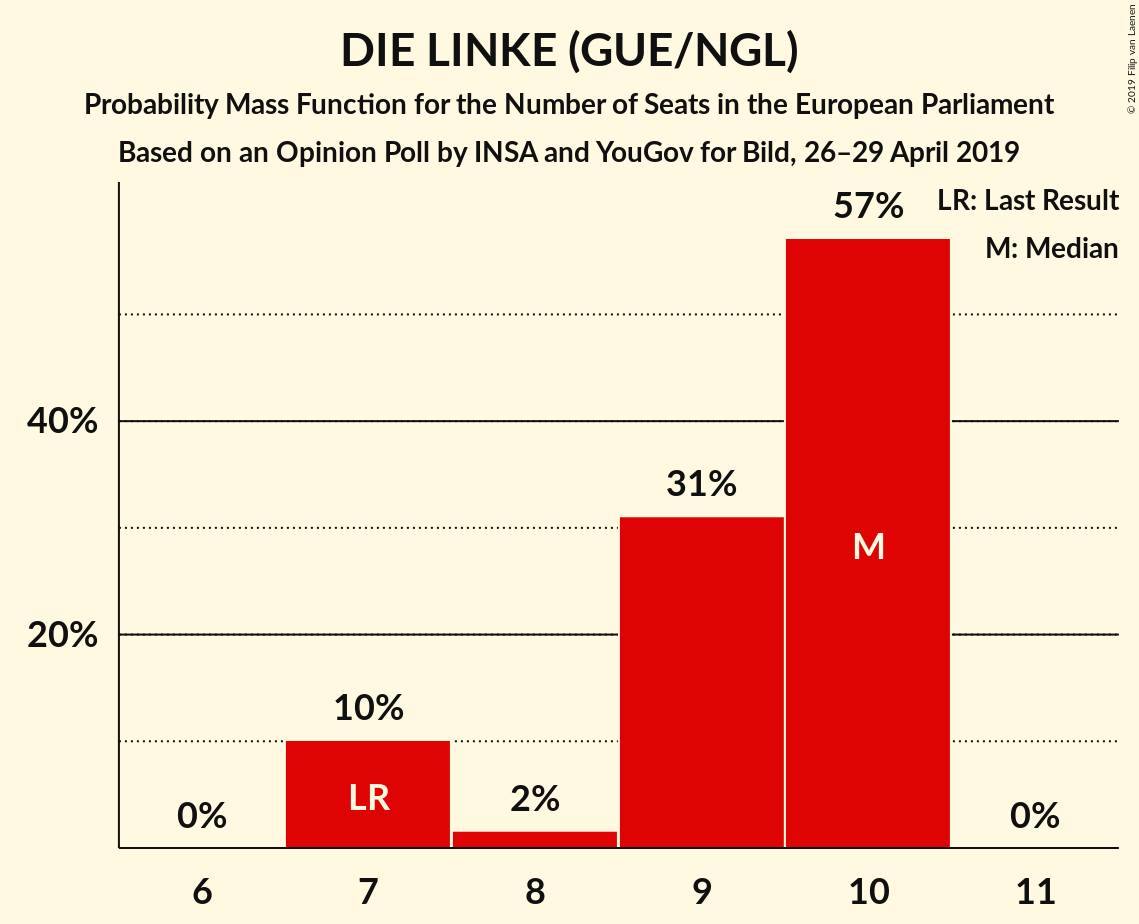 DIE LINKE (GUE/NGL)
Probability Mass Function for the Number of Seats in the European Parliament
Based on an Opinion Poll by INSA and YouGov for Bild, 26–29 April 2019
© 2019 Filip van Laenen
LR: Last Result
M: Median
57%
40%
31%
M
20%
10%
LR
2%
0%
0%
6 7 8 9 10 11